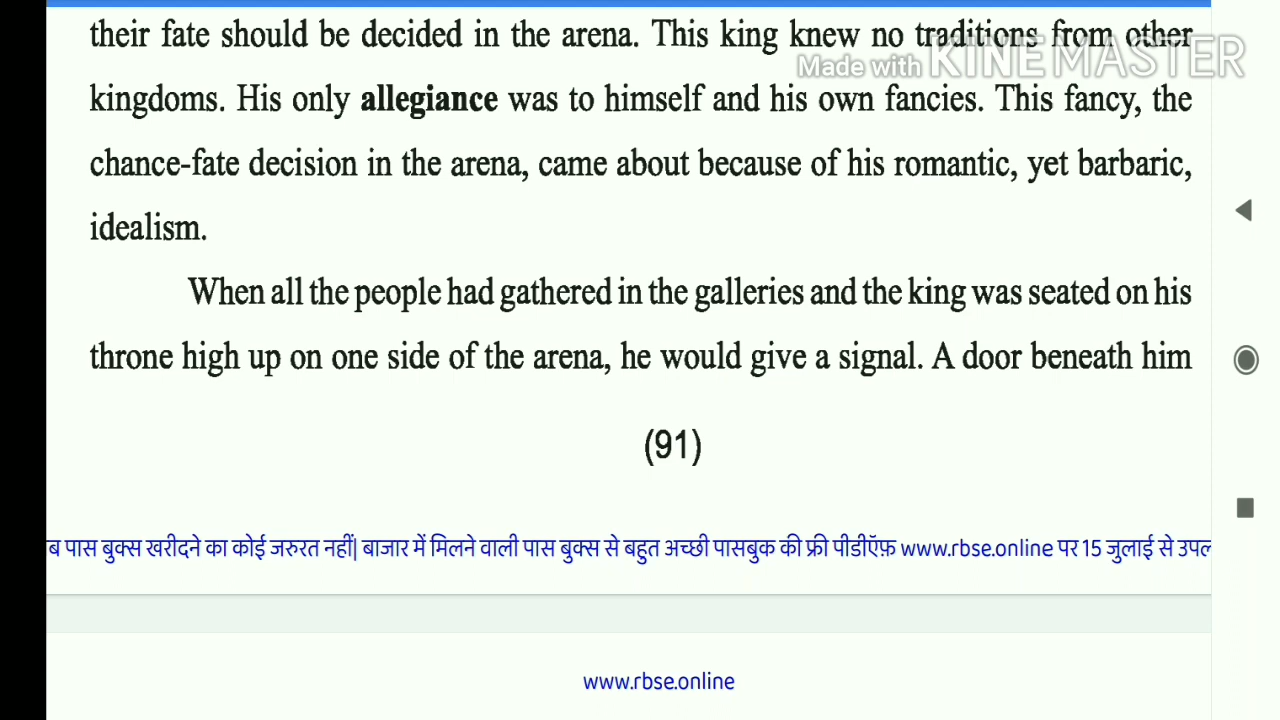 their fate should be decided in the arena. This king knew no traditions from other
Made with KINEMASTER
kingdoms. His only allegiance was to himself and his own fancies. This fancy, the
chance-fate decision in the arena, came about because of his romantic, yet barbaric,
idealism.
When all the people had gathered in the galleries and the king was seated on his
throne high up on one side of the arena, he would give a signal. A door beneath him
(91)
ब पास बुक्स खरीदने का कोई जरुरत नहीं| बाजार में मिलने वाली पास बुक्स से बहुत अच्छी पासबुक की फ्री पीडीऍफ़ www.rbse.online पर 15 जुलाई से उपल
www.rbse.online